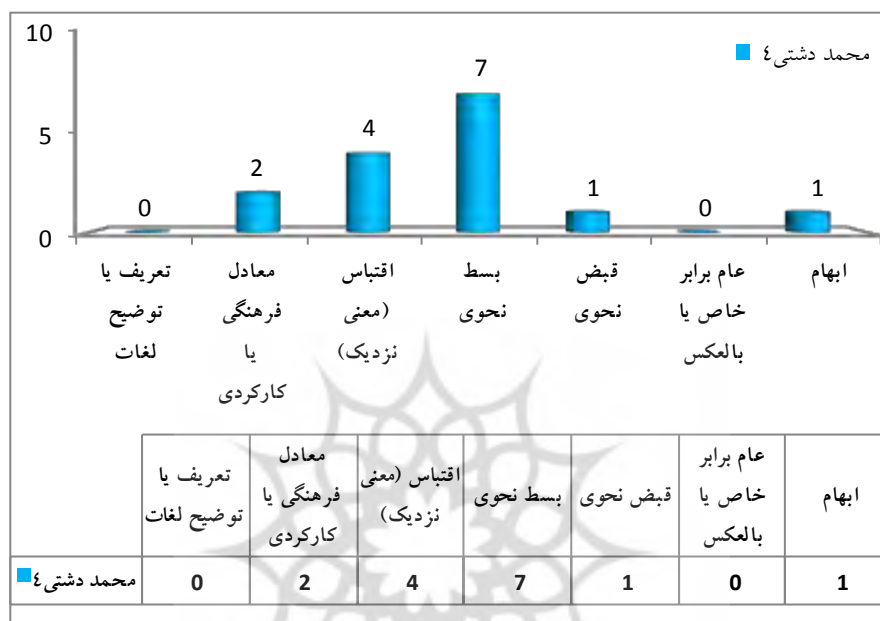 10
5
0
محمد دشتی٤
0
2
4
7
1
0
1
تعریف یا
توضیح
لغات
معادل
فرهنگی
یا
کارکردی
اقتباس
(معنی
نزدیک)
بسط
نحوی
قبض
نحوی
عام برابر
خاص یا
بالعکس
ابهام
تعریف یا
توضیح لغات
معادل
فرهنگی یا
کارکردی
اقتباس (معنی
نزدیک)
بسط نحوی
قبض نحوی
عام برابر
خاص یا
بالعکس
ابهام
محمد دشتی٤
0
2
4
7
1
0
1